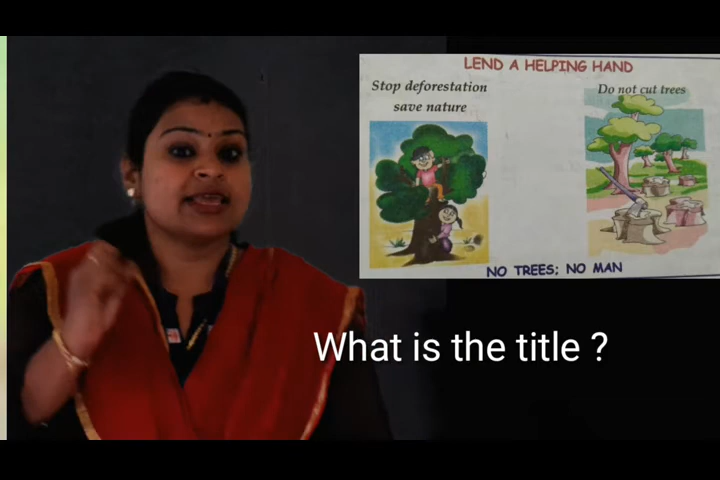 LEND A HELPING HAND
Stop deforestation
save nature
Do not cut trees
NO TREES; NO MAN
What is the title ?